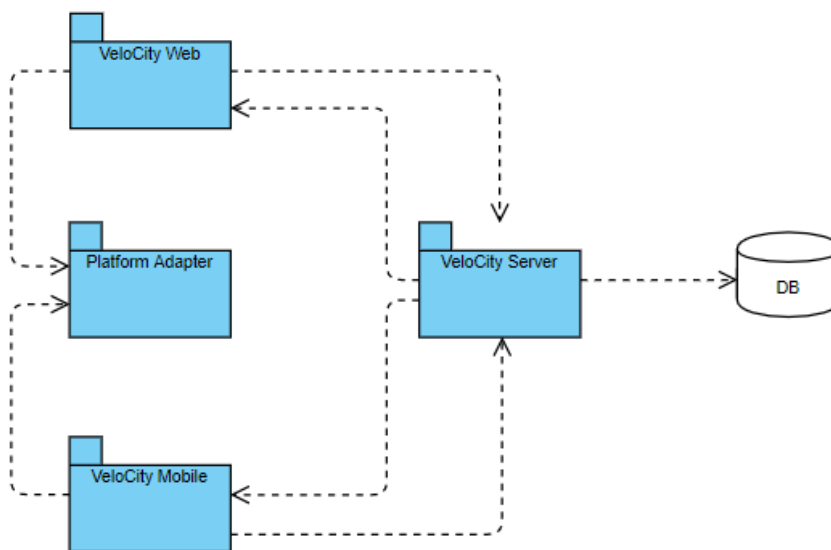 VeloCity Web
Platform Adapter
VeloCity Server
DB
VeloCity Mobile